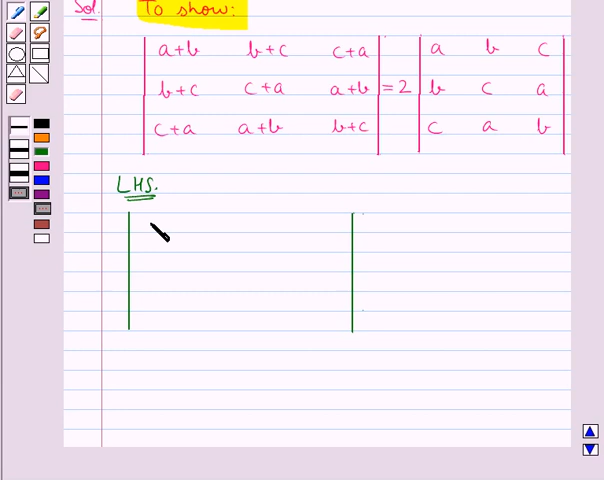 Sol. To show:
a+b b+c c+a a b c
b+c c+a a+b = 2 b c a
c+a a+b b+c c a b
LHS.